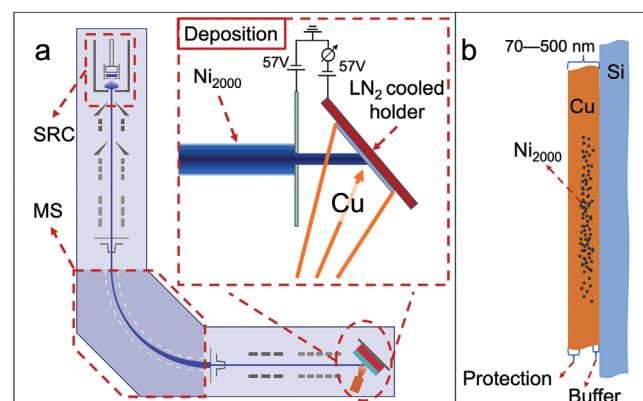 a
Deposition
57V
57V
Ni2000
LN2 cooled
holder
SRC
Cu
MS
b
70—500 nm
Si
Cu
Ni2000
Protection
Buffer